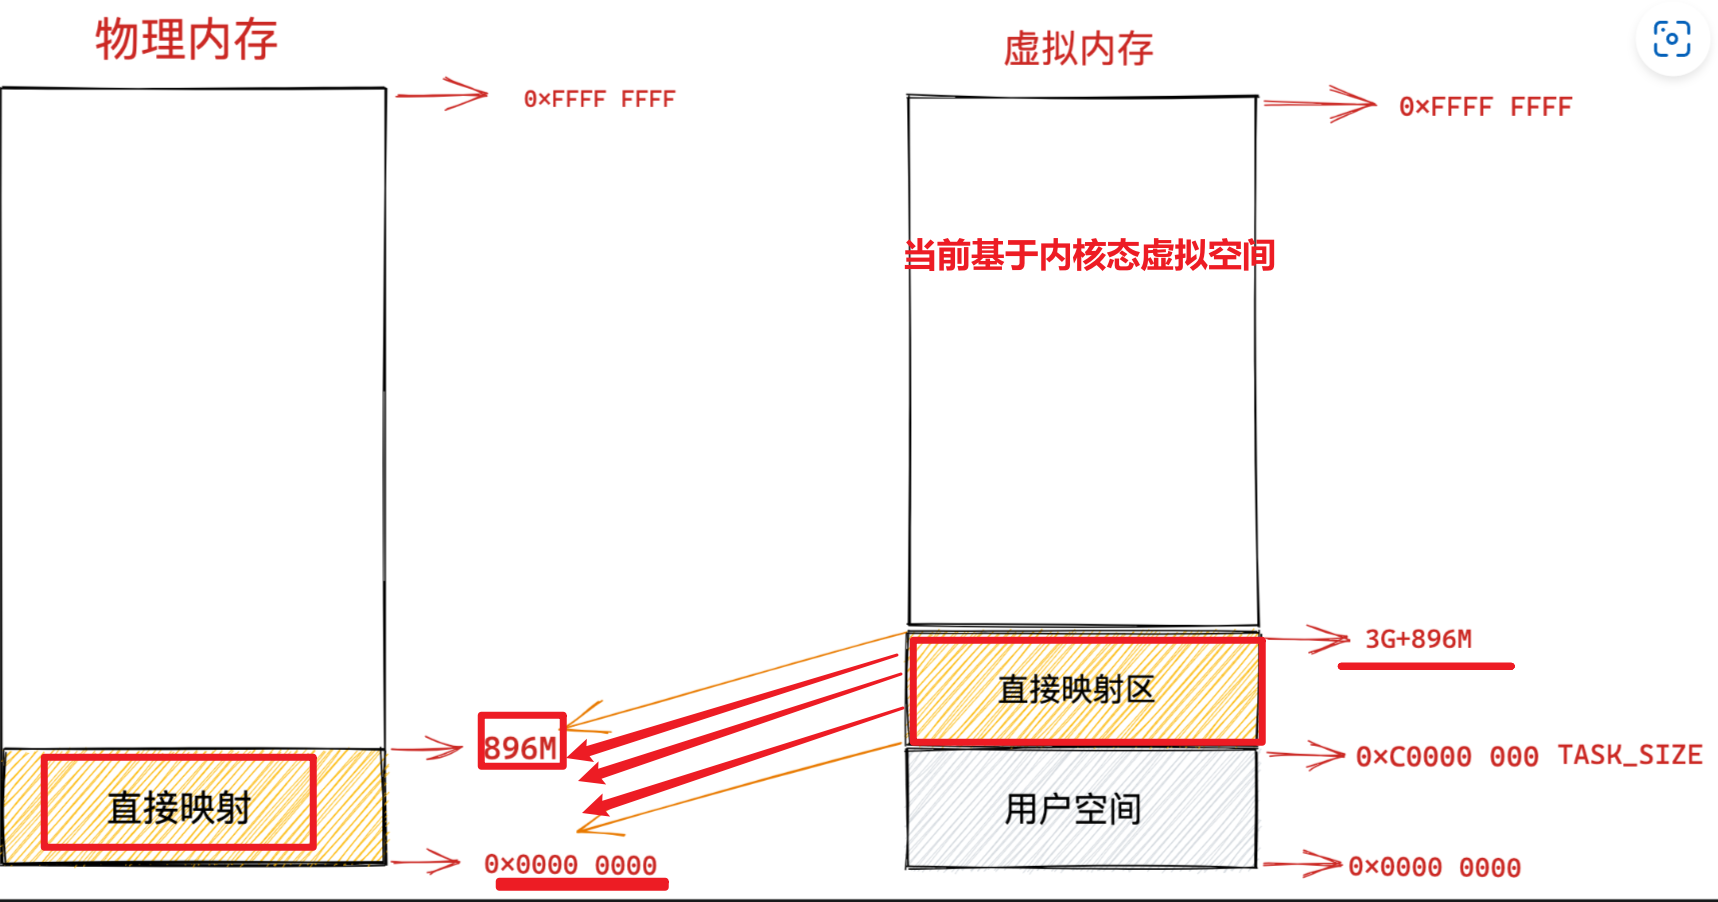 物理内存
0×FFFF FFFF
896M
直接映射
0×0000 0000
虚拟内存
0×FFFF FFFF
当前基于内核态虚拟空间
3G+896M
直接映射区
0×C0000 000 TASK_SIZE
用户空间
0×0000 0000